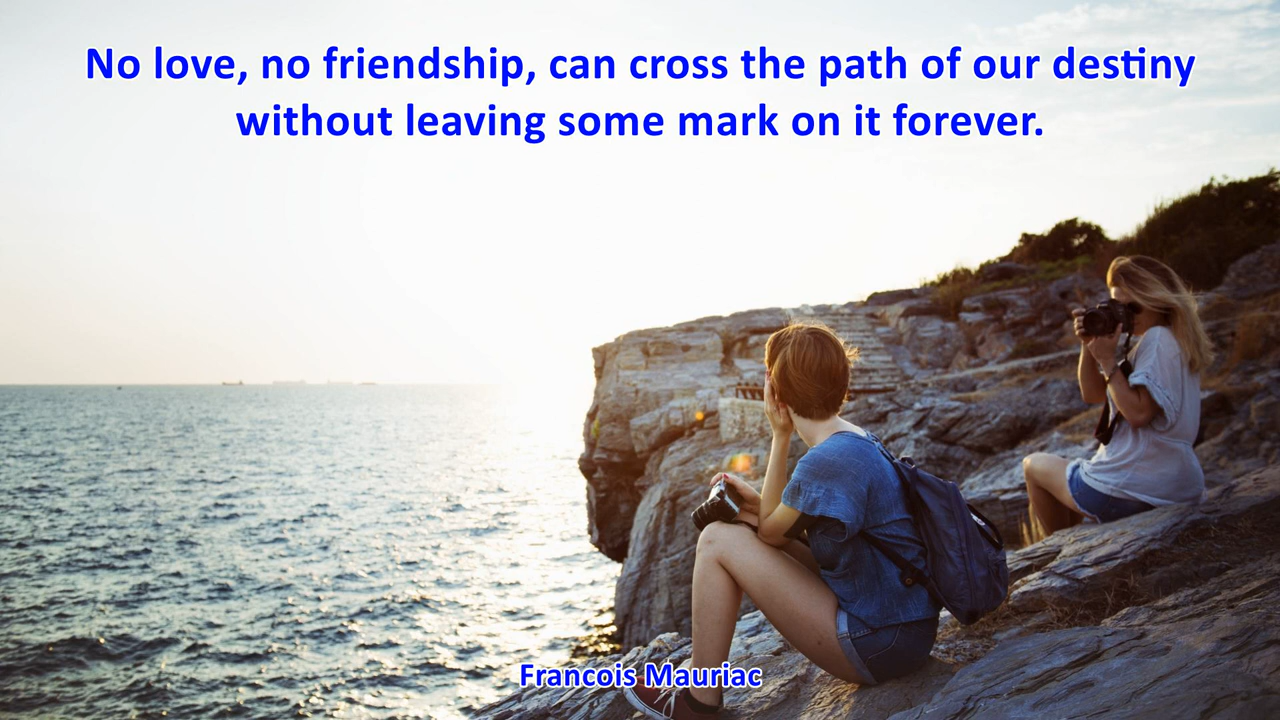 No love, no friendship, can cross the path of our destiny
without leaving some mark on it forever.
Francois Mauriac